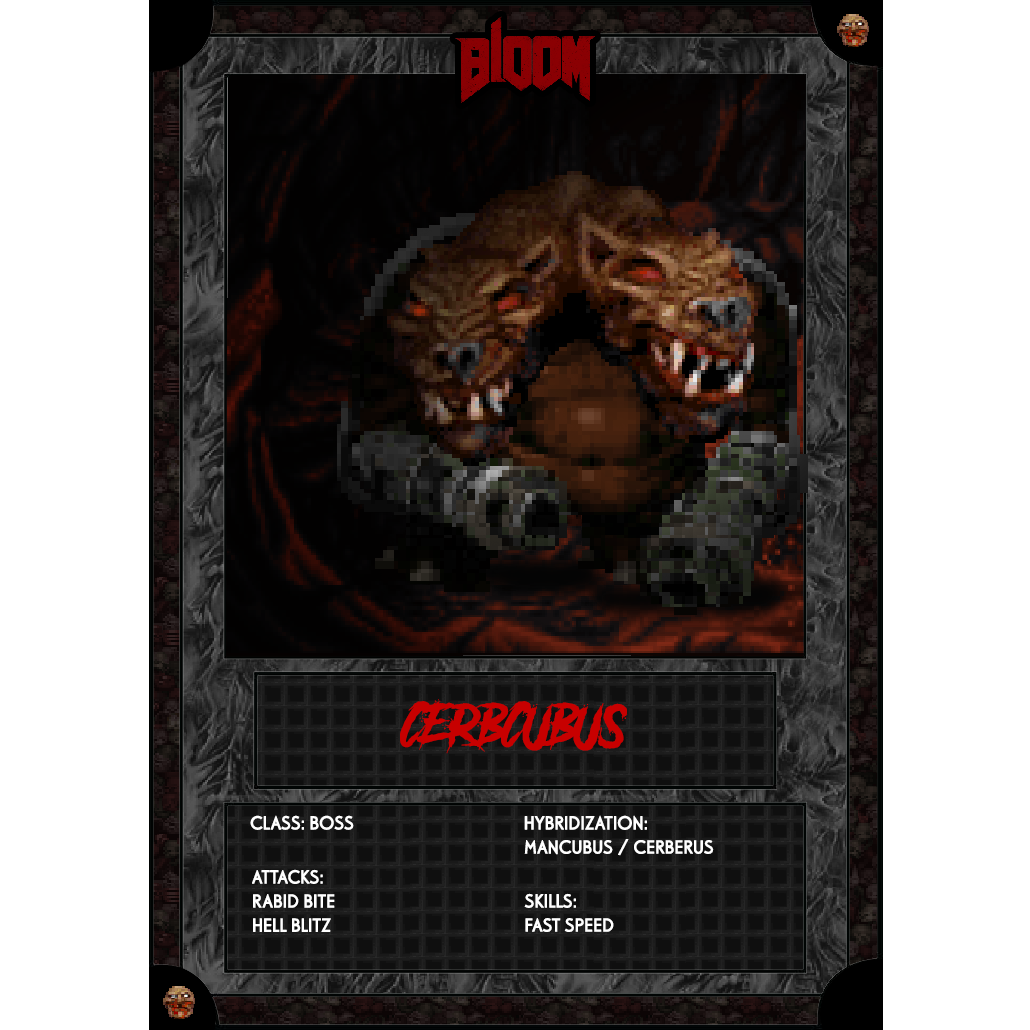 BLOOM
CERBCUBUS
CLASS: BOSS
HYBRIDIZATION:
MANCUBUS / CERBERUS
ATTACKS:
RABID BITE
HELL BLITZ
SKILLS:
FAST SPEED